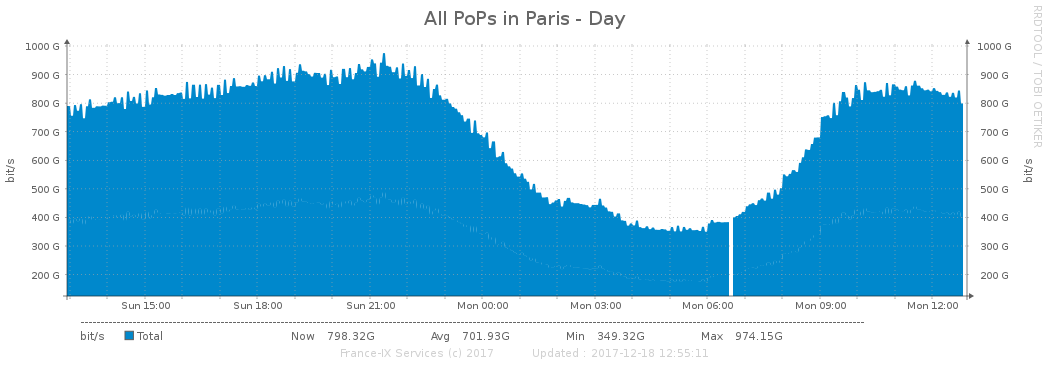 All PoPs in Paris - Day
RRDTOOL / TOBI OETIKER
1000 G 1000 G
900 G 900 G
800 G 800 G
700 G 700 G
600 G 600 G
500 G 500 G
400 G 400 G
300 G 300 G
200 G 200 G
bit/s bit/s
Sun 15:00 Sun 18:00 Sun 21:00 Mon 00:00 Mon 03:00 Mon 06:00 Mon 09:00 Mon 12:00
bit/s Total Now 798.32G Avg 701.93G Min 349.32G Max 974.15G
France-IX Services (c) 2017 Updated : 2017-12-18 12:55:11